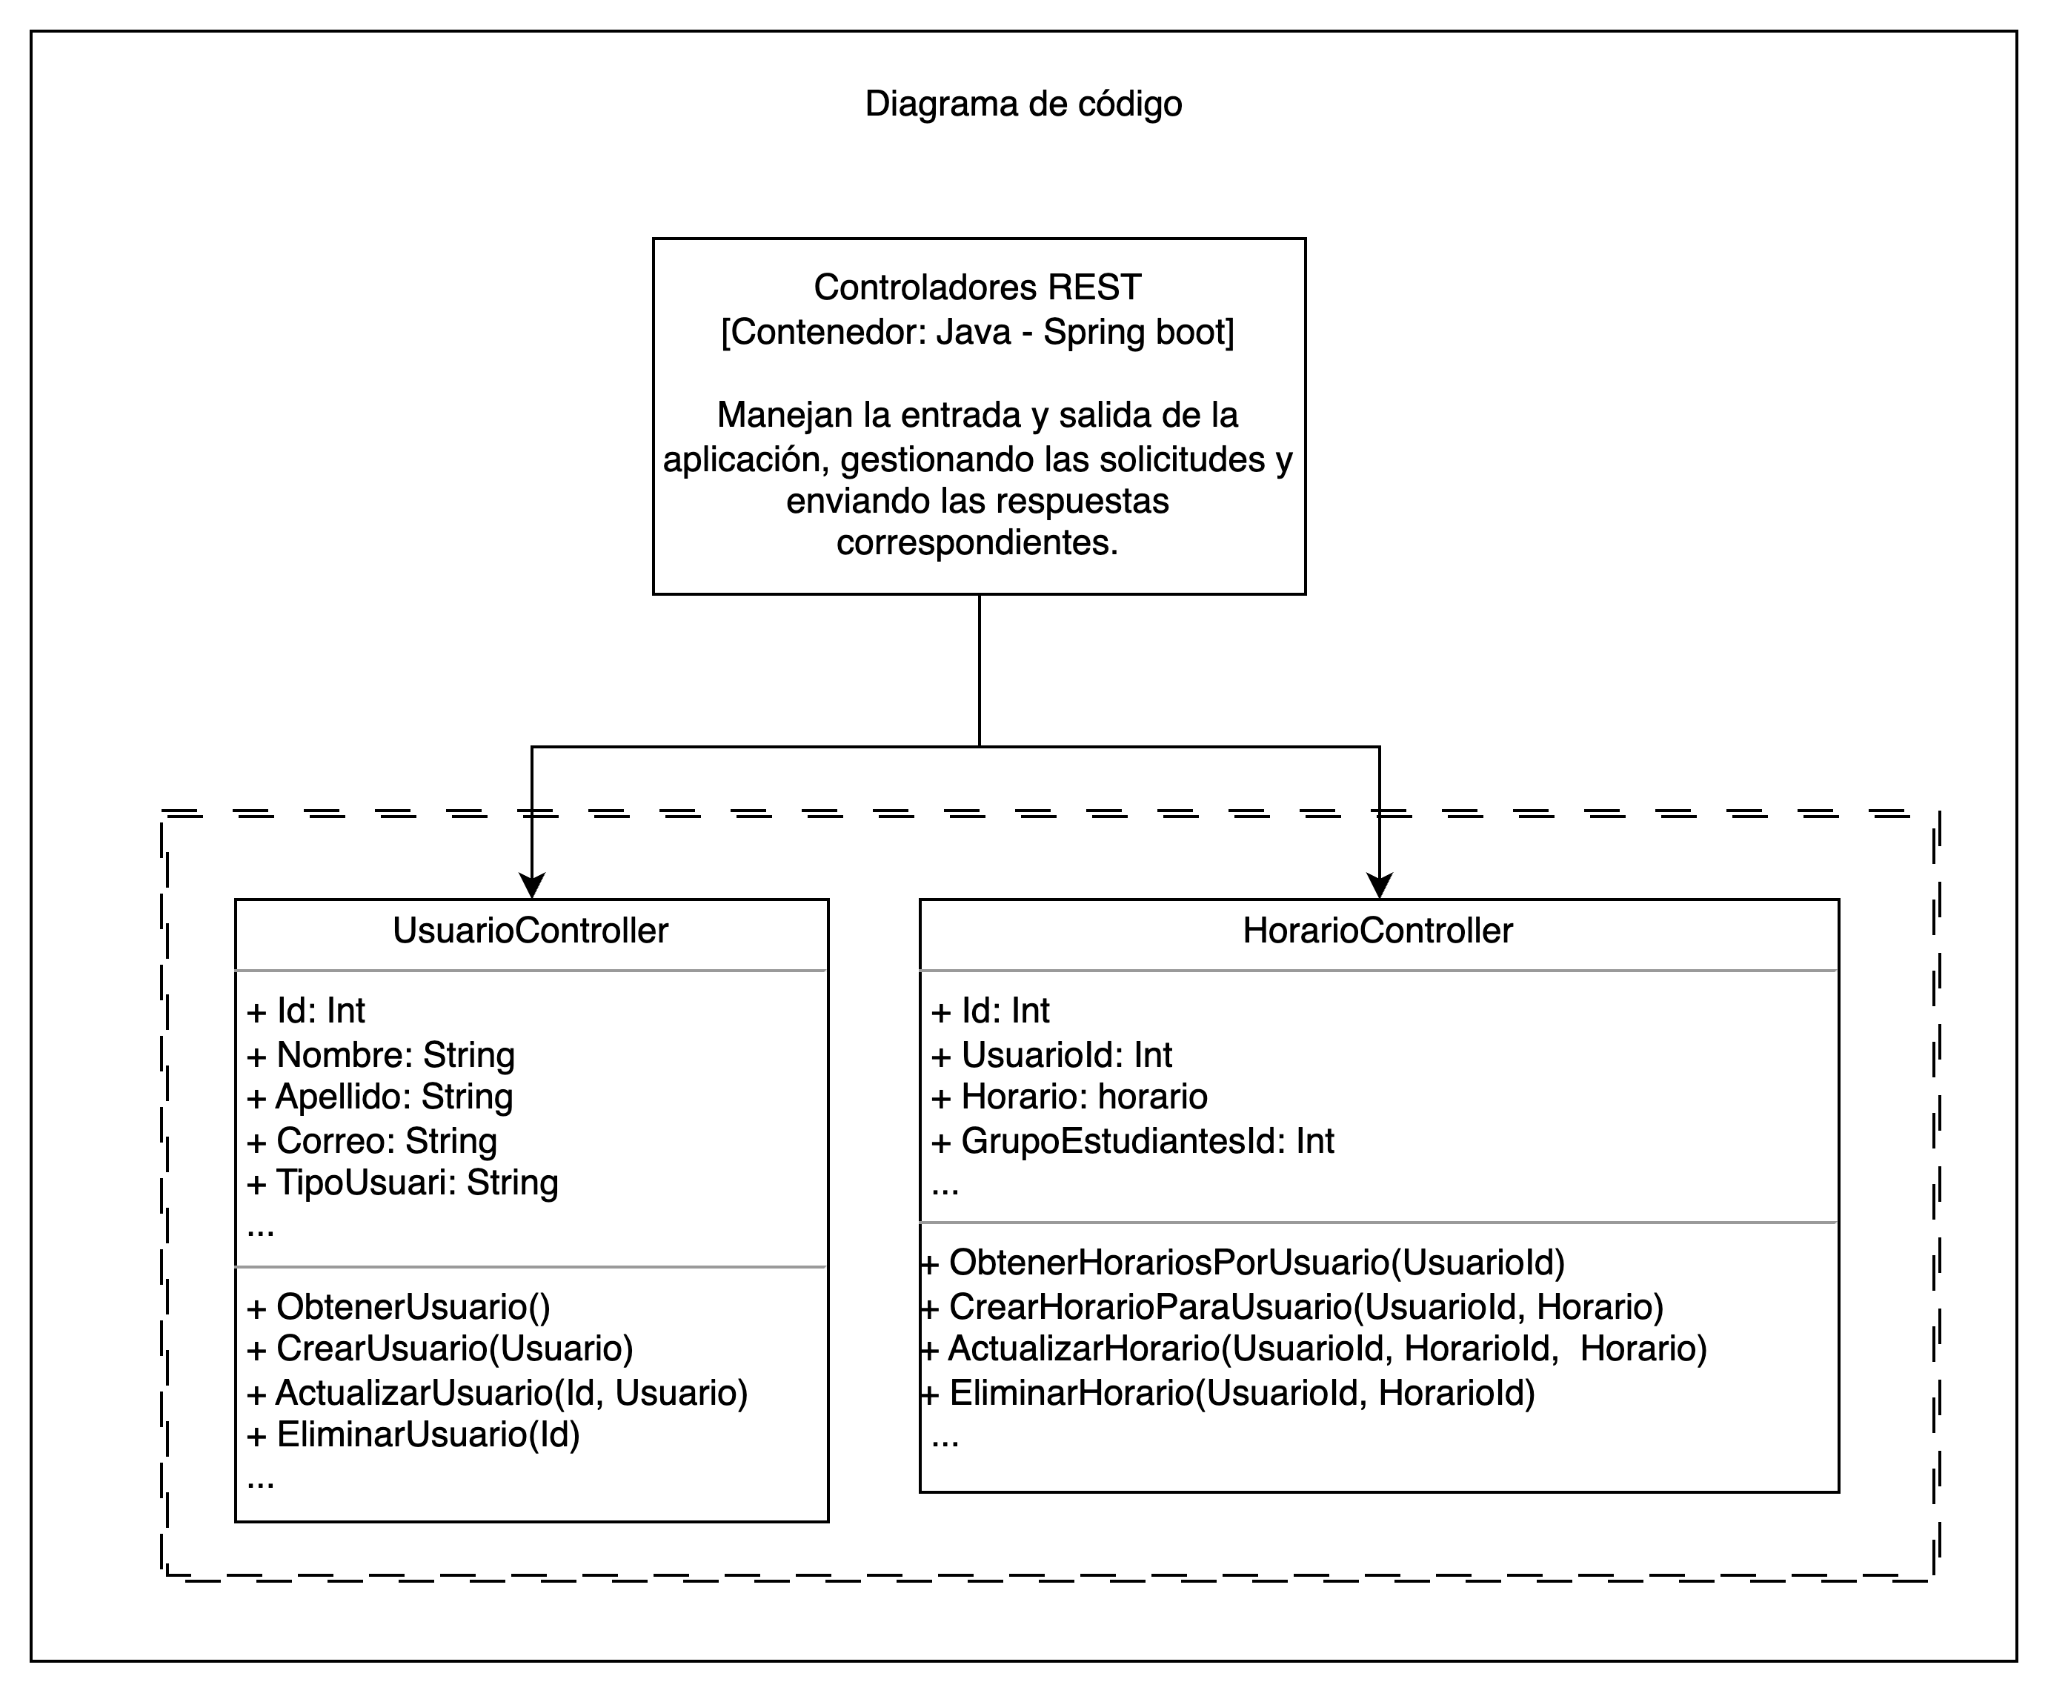 Diagrama de código
Controladores REST
[Contenedor: Java - Spring boot]
Manejan la entrada y salida de la
aplicación, gestionando las solicitudes y
enviando las respuestas
correspondientes.
UsuarioController
+ Id: Int
+ Nombre: String
+ Apellido: String
+ Correo: String
+ TipoUsuari: String
...
+ ObtenerUsuario()
+ CrearUsuario(Usuario)
+ ActualizarUsuario(Id, Usuario)
+ EliminarUsuario(Id)
...
HorarioController
+ Id: Int
+ UsuarioId: Int
+ Horario: horario
+ GrupoEstudiantesId: Int
...
+ ObtenerHorariosPorUsuario(UsuarioId)
+ CrearHorarioParaUsuario(UsuarioId, Horario)
+ ActualizarHorario(UsuarioId, HorarioId,  Horario)
+ EliminarHorario(UsuarioId, HorarioId)
...